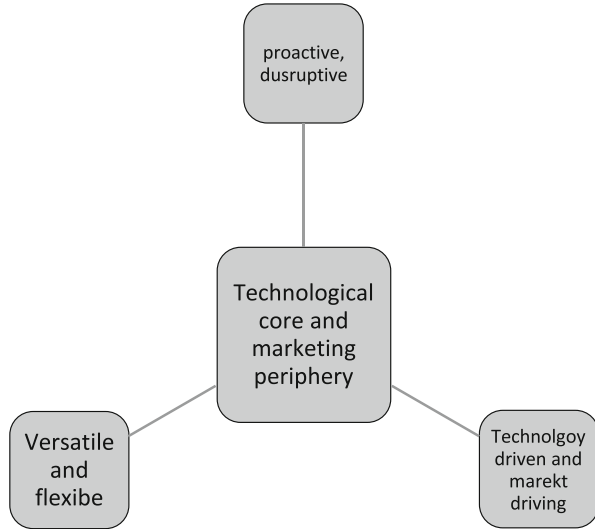 proactive,
dusruptive
Technological
core and
marketing
periphery
Versatile
and
flexibe
Technolgoy
driven and
marekt
driving